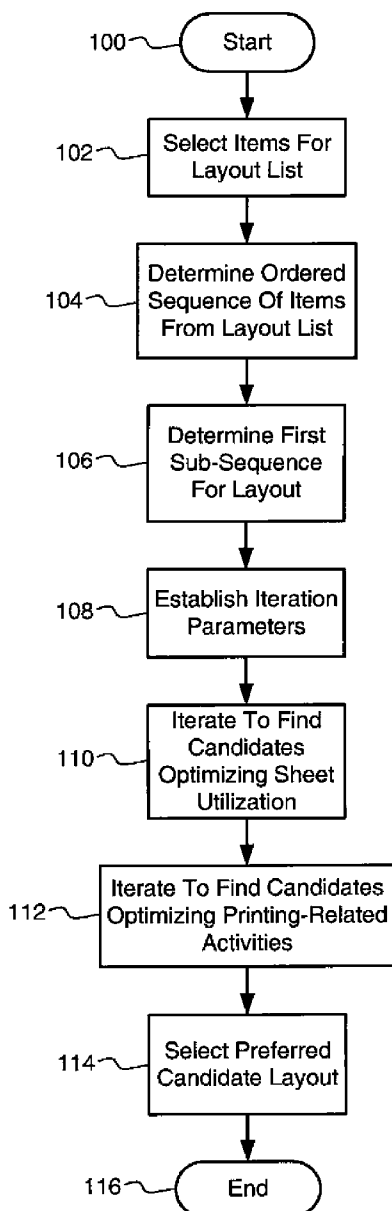 100
Start
102
Select Items For
Layout List
104
Determine Ordered
Sequence Of Items
From Layout List
106
Determine First
Sub-Sequence
For Layout
108
Establish Iteration
Parameters
110
Iterate To Find
Candidates
Optimizing Sheet
Utilization
112
Iterate To Find Candidates
Optimizing Printing-Related
Activities
114
Select Preferred
Candidate Layout
116
End